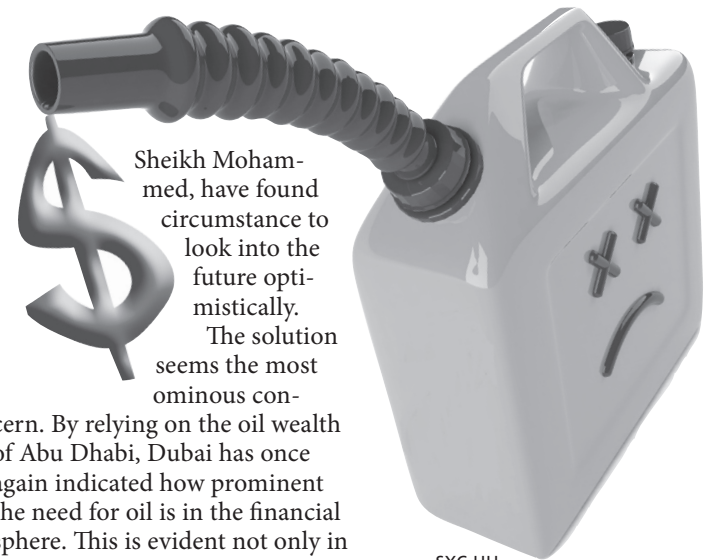 Sheikh Moham-
med, have found
circumstance to
look into the
future opti-
mistically.
The solution
seems the most
ominous con-
cern. By relying on the oil wealth
of Abu Dhabi, Dubai has once
again indicated how prominent
the need for oil is in the financial
sphere. This is evident not only in